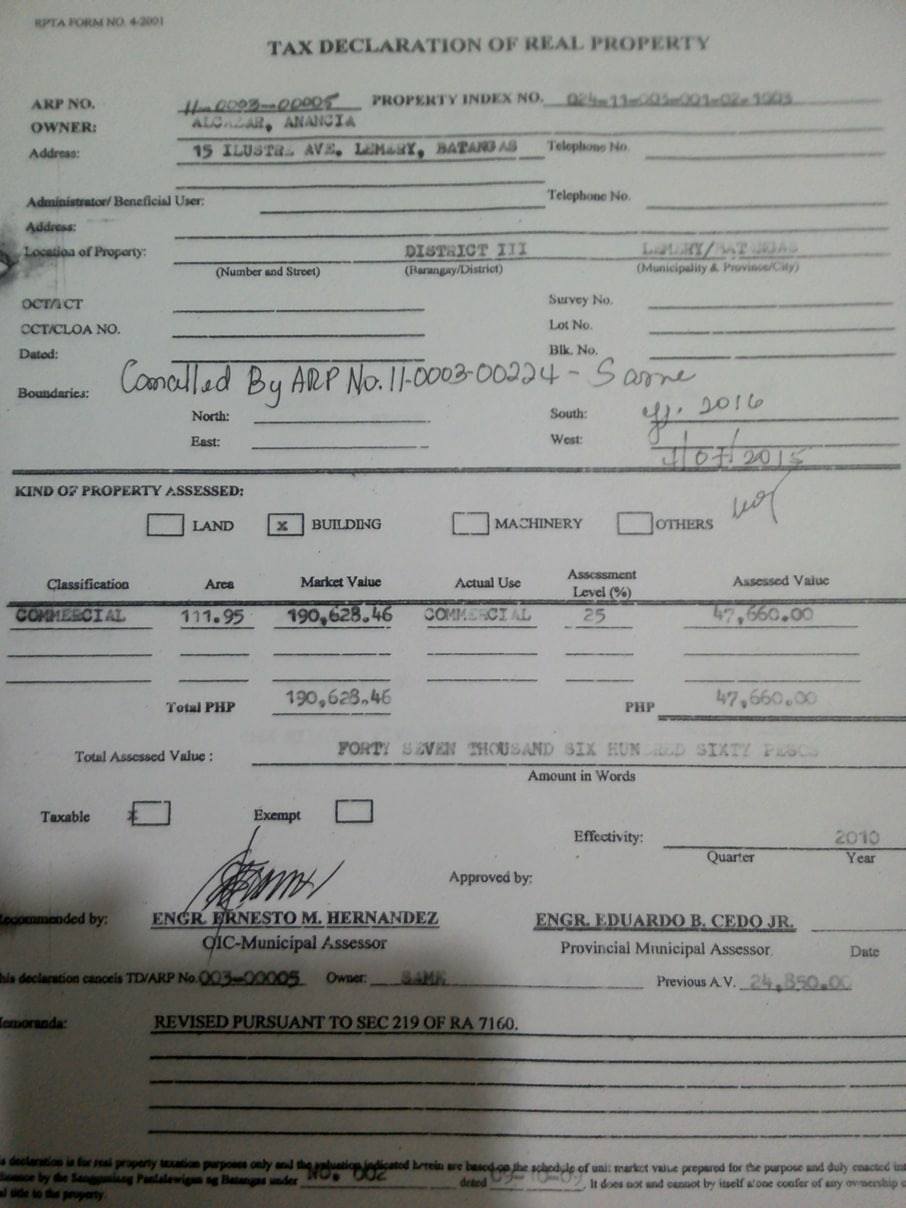 RPTA FORM NO. 4-2001
TAX DECLARATION OF REAL PROPERTY
ARP NO. 11-0003-00005 PROPERTY INDEX NO. 024-11-003-001-02-1003
OWNER: ALCAZAR, ANANCIA
Address: 15 ILUSTRE AVE, LEMERY, BATANGAS Telephone No.
Administrator/ Beneficial User: Telephone No.
Address:
Location of Property: DISTRICT III LEMERY/BATANGAS
(Number and Street) (Barangay/District) (Municipality & Province/City)
OCT/TCT Survey No.
CCT/CLOA NO. Lot No.
Dated: Blk. No.
Cancelled By ARP No. 11-0003-00224 - Same
Boundaries:
North: South: eff. 2016
East: West: 2015
KIND OF PROPERTY ASSESSED:
LAND x BUILDING MACHINERY OTHERS
Classification Area Market Value Actual Use Assessment Level (%) Assessed Value
COMMERCIAL 111.95 190,628.46 COMMERCIAL 25 47,660.00
Total PHP 190,628.46 PHP 47,660.00
Total Assessed Value : FORTY SEVEN THOUSAND SIX HUNDRED SIXTY PESOS
Amount in Words
Taxable x Exempt
Effectivity: 2010
Quarter Year
Approved by:
Recommended by: ENGR. ERNESTO M. HERNANDEZ ENGR. EDUARDO B. CEDO JR.
OIC-Municipal Assessor Provincial Municipal Assessor Date
his declaration cancels TD/ARP No. 003-00005 Owner: SAME Previous A.V. 24,850.00
emoranda: REVISED PURSUANT TO SEC 219 OF RA 7160.
s declaration is for real property taxation purposes only and the valuation indicated herein are based on the schedule of unit market value prepared for the purpose and duly enacted int
inance by the Sangguniang Panlalawigan ng Batangas under NO. 002 dated It does not and cannot by itself alone confer of any ownership o
al title to the property.